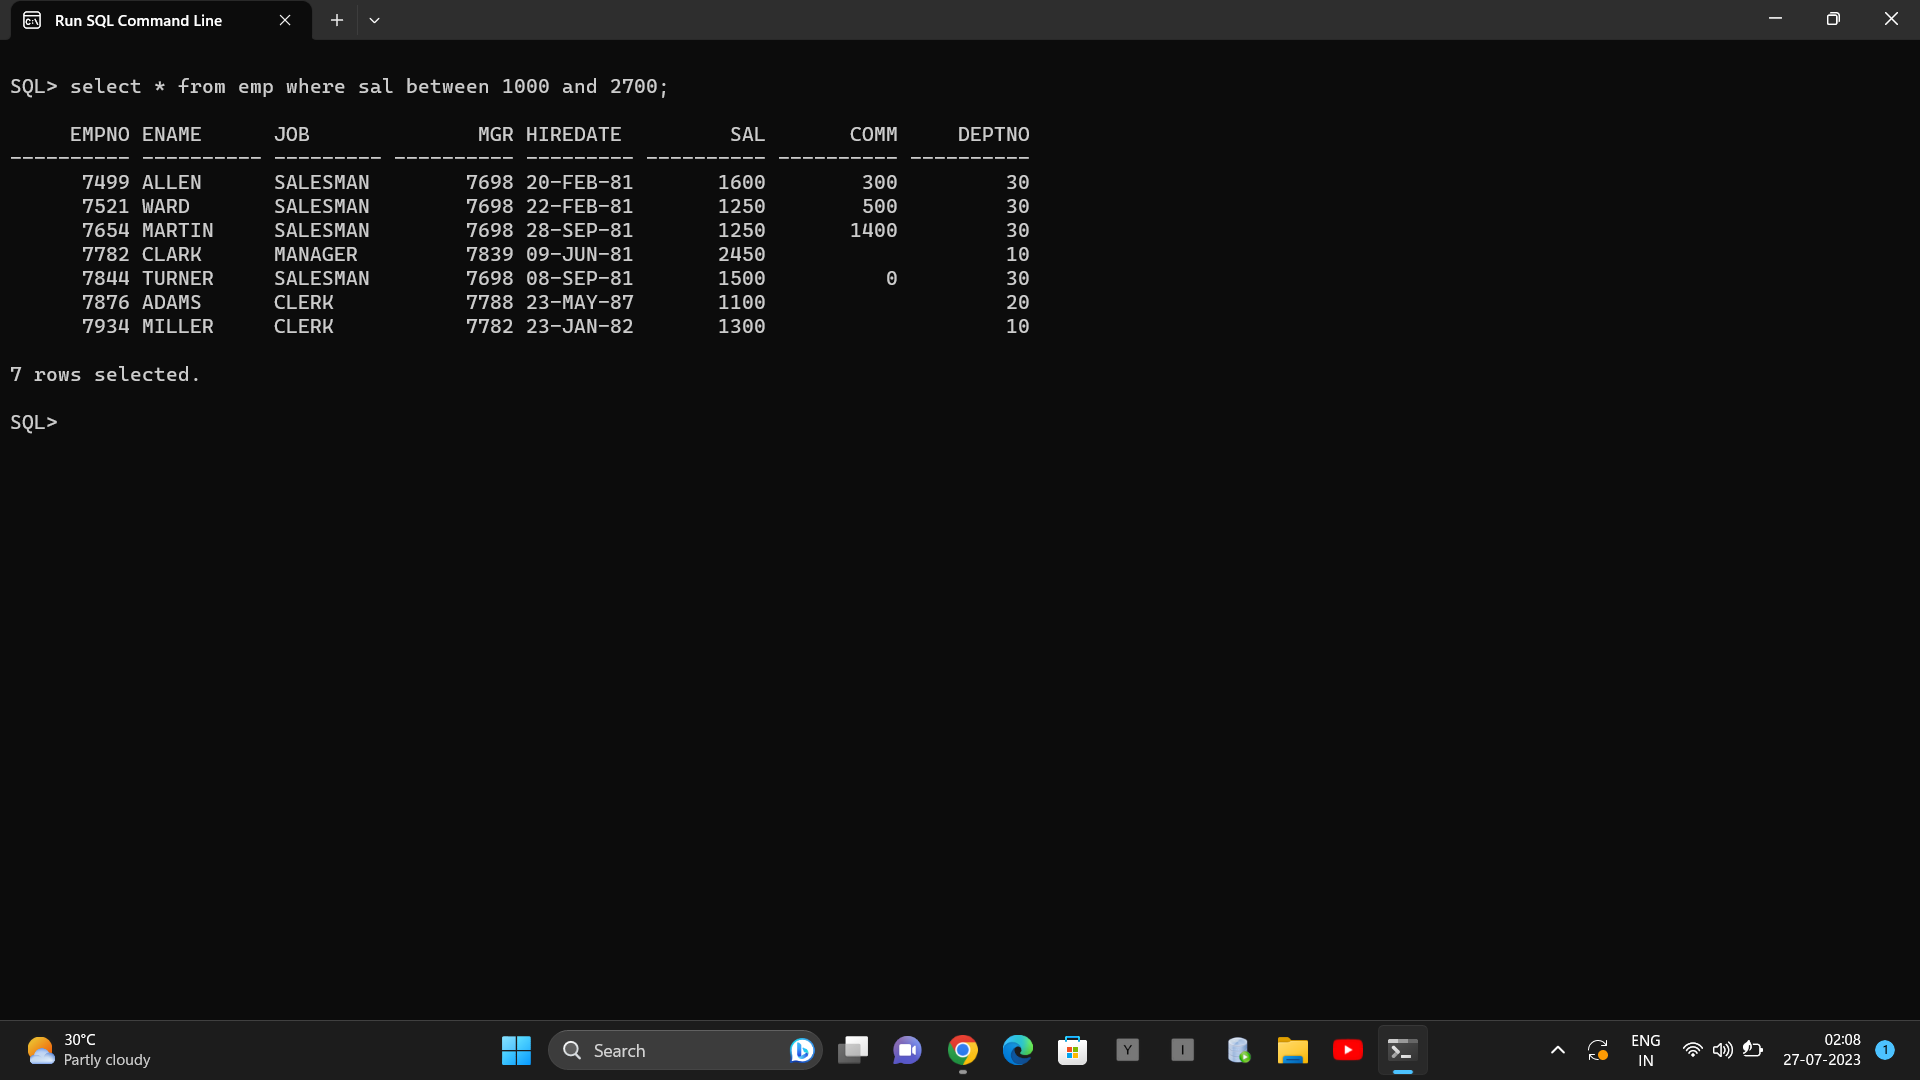 Run SQL Command Line
SQL> select * from emp where sal between 1000 and 2700;
     EMPNO ENAME      JOB              MGR HIREDATE         SAL       COMM     DEPTNO
---------- ---------- --------- ---------- --------- ---------- ---------- ----------
      7499 ALLEN      SALESMAN        7698 20-FEB-81       1600        300         30
      7521 WARD       SALESMAN        7698 22-FEB-81       1250        500         30
      7654 MARTIN     SALESMAN        7698 28-SEP-81       1250       1400         30
      7782 CLARK      MANAGER         7839 09-JUN-81       2450                    10
      7844 TURNER     SALESMAN        7698 08-SEP-81       1500          0         30
      7876 ADAMS      CLERK           7788 23-MAY-87       1100                    20
      7934 MILLER     CLERK           7782 23-JAN-82       1300                    10
7 rows selected.
SQL>
30°C
Partly cloudy
Search
Y
I
ENG
IN
02:08
27-07-2023
1